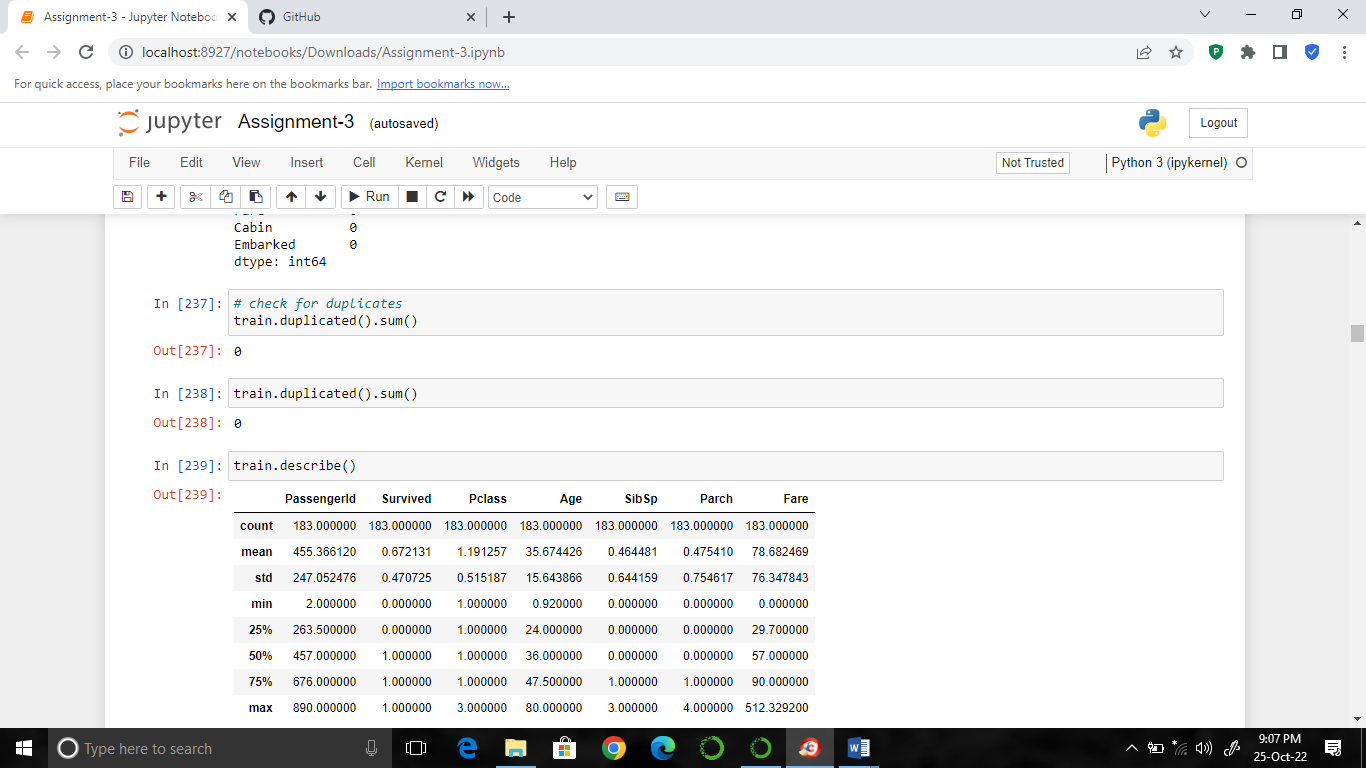 Assignment-3 - Jupyter Noteboo
GitHub
localhost:8927/notebooks/Downloads/Assignment-3.ipynb
For quick access, place your bookmarks here on the bookmarks bar. Import bookmarks now...
jupyter Assignment-3 (autosaved)
Logout
File Edit View Insert Cell Kernel Widgets Help
Not Trusted
Python 3 (ipykernel)
Run
Code
Cabin 0
Embarked 0
dtype: int64
In [237]: # check for duplicates
train.duplicated().sum()
Out[237]: 0
In [238]: train.duplicated().sum()
Out[238]: 0
In [239]: train.describe()
Out[239]:
PassengerId Survived Pclass Age SibSp Parch Fare
count 183.000000 183.000000 183.000000 183.000000 183.000000 183.000000 183.000000
mean 455.366120 0.672131 1.191257 35.674426 0.464481 0.475410 78.682469
std 247.052476 0.470725 0.515187 15.643866 0.644159 0.754617 76.347843
min 2.000000 0.000000 1.000000 0.920000 0.000000 0.000000 0.000000
25% 263.500000 0.000000 1.000000 24.000000 0.000000 0.000000 29.700000
50% 457.000000 1.000000 1.000000 36.000000 0.000000 0.000000 57.000000
75% 676.000000 1.000000 1.000000 47.500000 1.000000 1.000000 90.000000
max 890.000000 1.000000 3.000000 80.000000 3.000000 4.000000 512.329200
Type here to search
9:07 PM
25-Oct-22